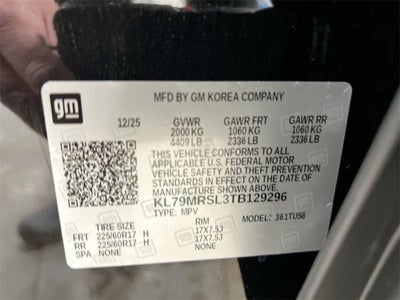 gm
MFD BY GM KOREA COMPANY
12/25 GVWR GAWR FRT GAWR RR
2000 KG 1060 KG 1060 KG
4409 LB 2336 LB 2336 LB
THIS VEHICLE CONFORMS TO ALL
APPLICABLE U.S. FEDERAL MOTOR
VEHICLE SAFETY AND THEFT PREVENTION
STANDARDS IN EFFECT ON THE DATE OF
MANUFACTURE SHOWN ABOVE.
KL79MRSL3TB129296
TYPE: MPV MODEL: 361TU56
TIRE SIZE RIM
FRT 225/60R17 H 17X7.5J
RR 225/60R17 H 17X7.5J
SPA NONE NONE